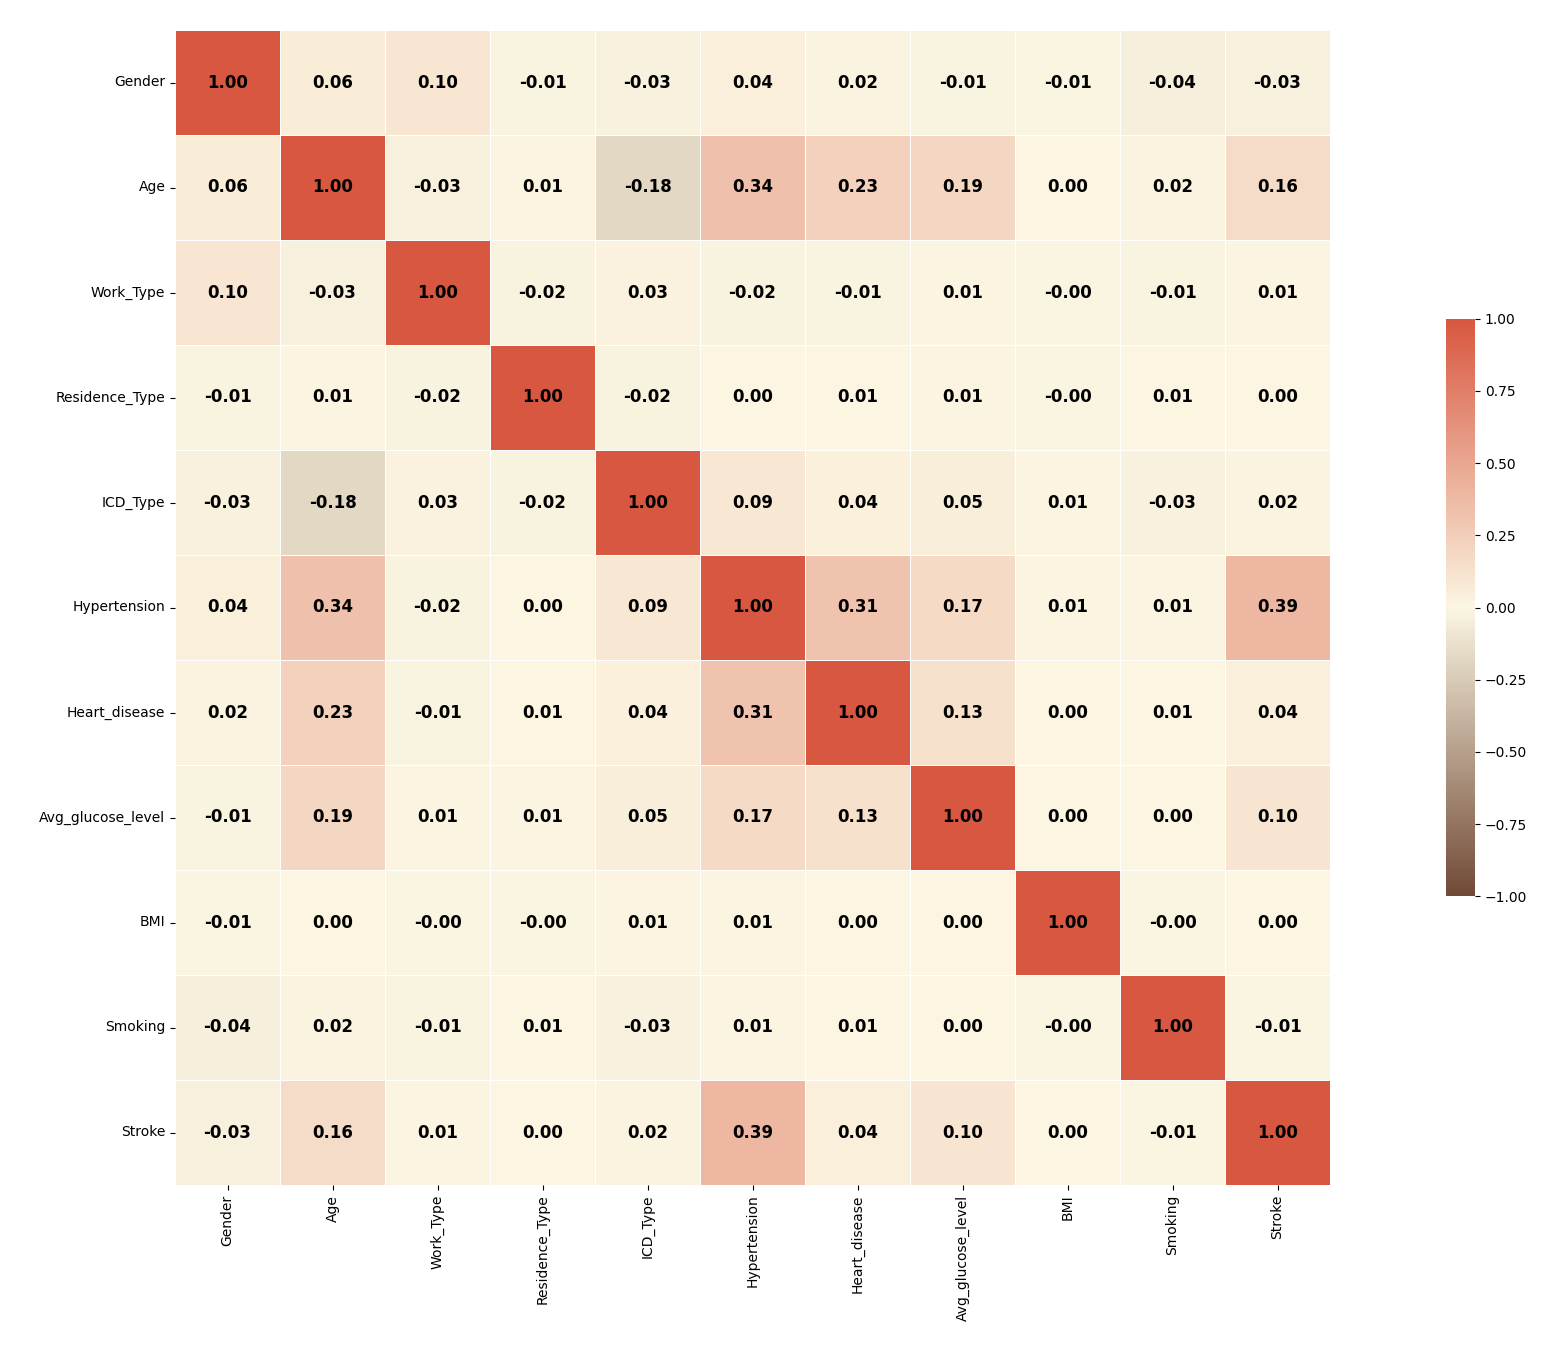 Gender 1.00 0.06 0.10 -0.01 -0.03 0.04 0.02 -0.01 -0.01 -0.04 -0.03
Age 0.06 1.00 -0.03 0.01 -0.18 0.34 0.23 0.19 0.00 0.02 0.16
Work_Type 0.10 -0.03 1.00 -0.02 0.03 -0.02 -0.01 0.01 -0.00 -0.01 0.01
Residence_Type -0.01 0.01 -0.02 1.00 -0.02 0.00 0.01 0.01 -0.00 0.01 0.00
ICD_Type -0.03 -0.18 0.03 -0.02 1.00 0.09 0.04 0.05 0.01 -0.03 0.02
Hypertension 0.04 0.34 -0.02 0.00 0.09 1.00 0.31 0.17 0.01 0.01 0.39
Heart_disease 0.02 0.23 -0.01 0.01 0.04 0.31 1.00 0.13 0.00 0.01 0.04
Avg_glucose_level -0.01 0.19 0.01 0.01 0.05 0.17 0.13 1.00 0.00 0.00 0.10
BMI -0.01 0.00 -0.00 -0.00 0.01 0.01 0.00 0.00 1.00 -0.00 0.00
Smoking -0.04 0.02 -0.01 0.01 -0.03 0.01 0.01 0.00 -0.00 1.00 -0.01
Stroke -0.03 0.16 0.01 0.00 0.02 0.39 0.04 0.10 0.00 -0.01 1.00
Gender
Age
Work_Type
Residence_Type
ICD_Type
Hypertension
Heart_disease
Avg_glucose_level
BMI
Smoking
Stroke
1.00
0.75
0.50
0.25
0.00
−0.25
−0.50
−0.75
−1.00